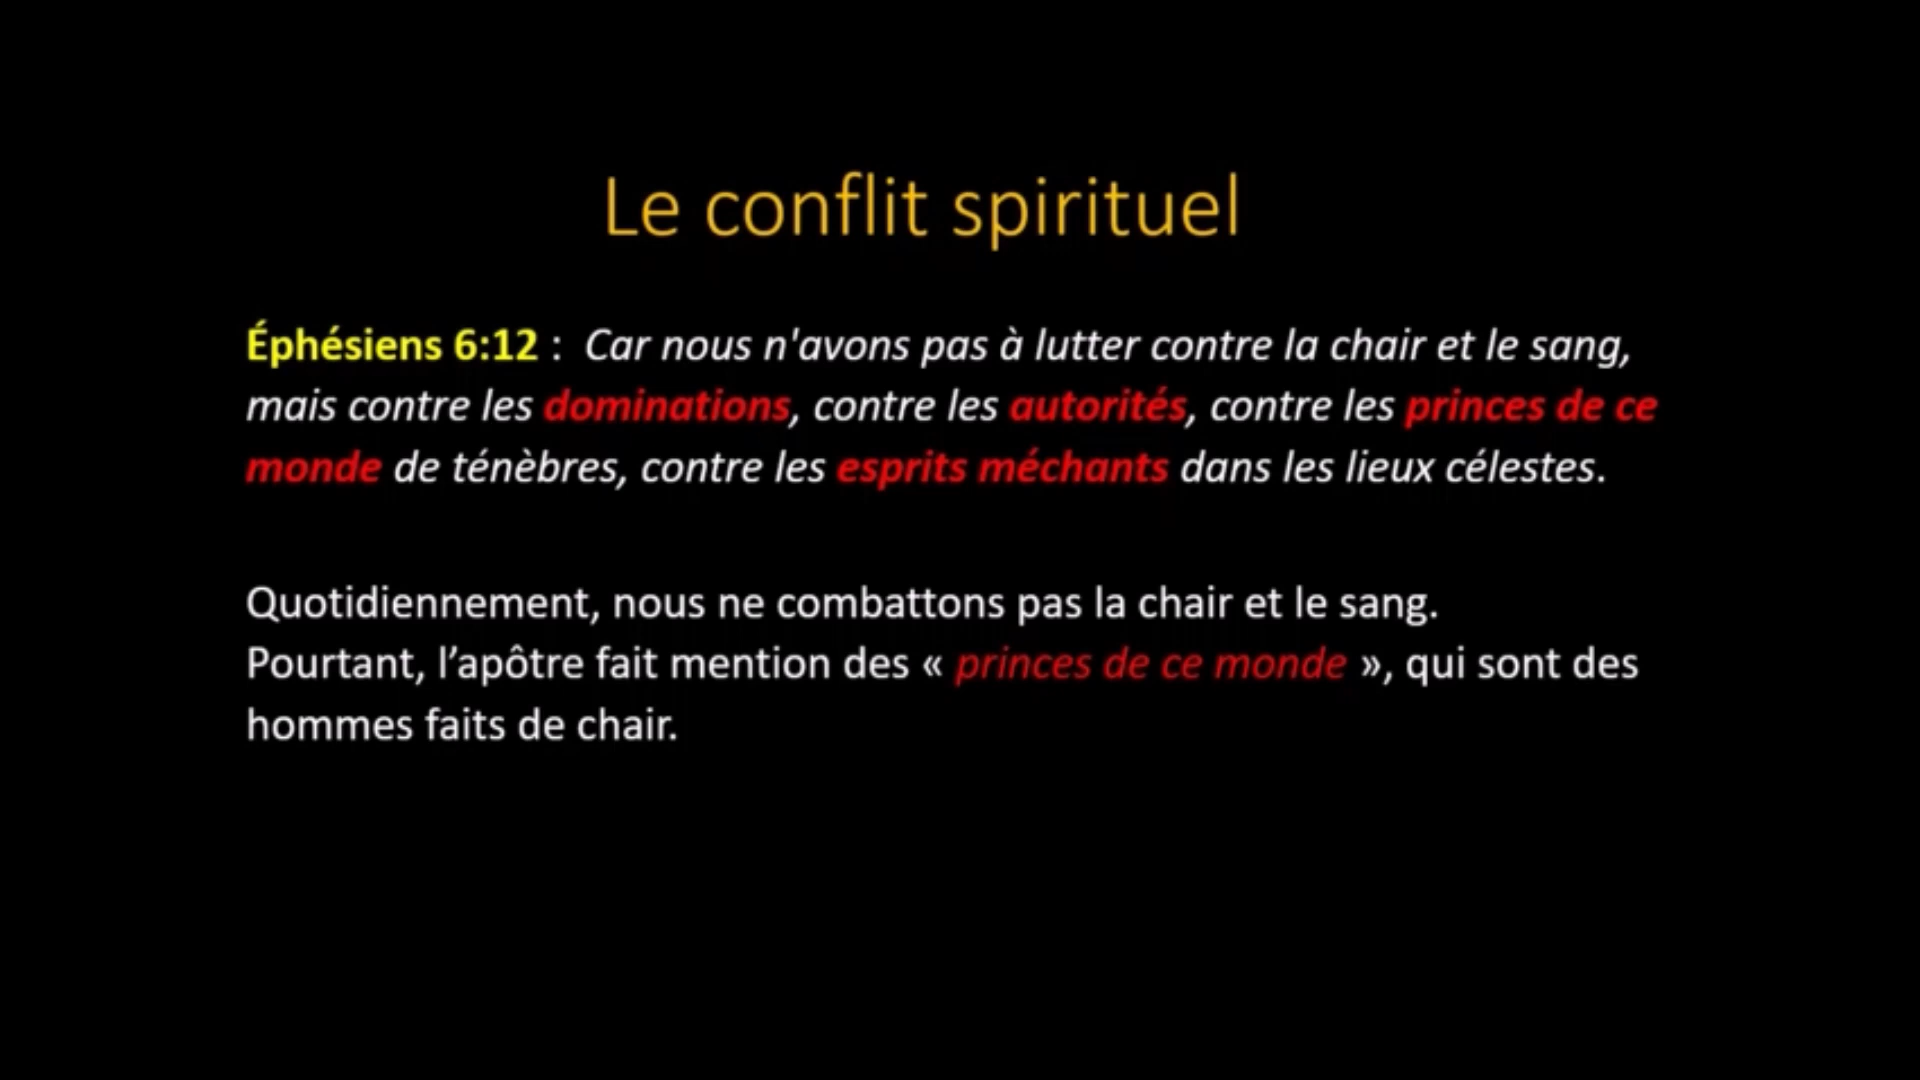 Le conflit spirituel
Éphésiens 6:12 : Car nous n'avons pas à lutter contre la chair et le sang,
mais contre les dominations, contre les autorités, contre les princes de ce
monde de ténèbres, contre les esprits méchants dans les lieux célestes.
Quotidiennement, nous ne combattons pas la chair et le sang.
Pourtant, l’apôtre fait mention des « princes de ce monde », qui sont des
hommes faits de chair.